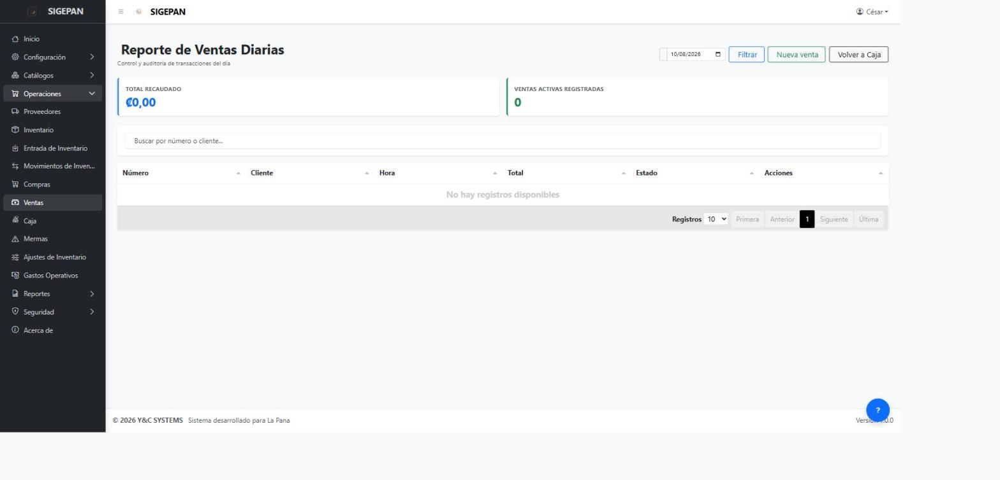 SIGEPAN
SIGEPAN
César
Inicio
Configuración
Catálogos
Operaciones
Proveedores
Inventario
Entrada de Inventario
Movimientos de Inven...
Compras
Ventas
Caja
Mermas
Ajustes de Inventario
Gastos Operativos
Reportes
Seguridad
Acerca de
Reporte de Ventas Diarias
Control y auditoría de transacciones del día
10/08/2026
Filtrar
Nueva venta
Volver a Caja
TOTAL RECAUDADO
₡0,00
VENTAS ACTIVAS REGISTRADAS
0
Buscar por número o cliente...
Número Cliente Hora Total Estado Acciones
No hay registros disponibles
Registros 10 Primera Anterior 1 Siguiente Última
© 2026 Y&C SYSTEMS Sistema desarrollado para La Pana
?